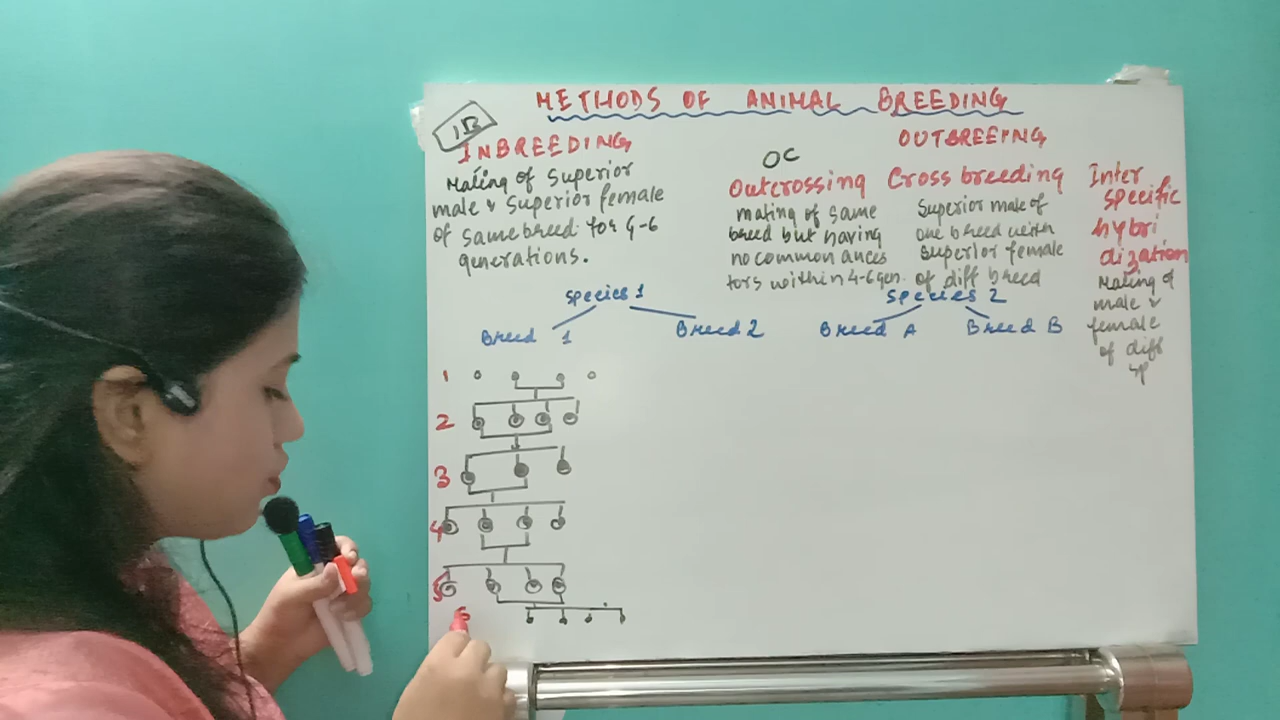 METHODS OF ANIMAL BREEDING
IB
INBREEDING
Mating of Superior
male & Superior female
of same breed for 4-6
generations.
OUTBREEING
OC
Outcrossing
mating of same
breed but having
no common ances
tors within 4-6 gen.
Cross breeding
Superior male of
one breed with
Superior female
of diff breed
Inter
specific
hybri
dization
Mating of
male &
female
of diff
sp
Species 1
Breed 1
Breed 2
Species 2
Breed A
Breed B
1
2
3
4
5
6